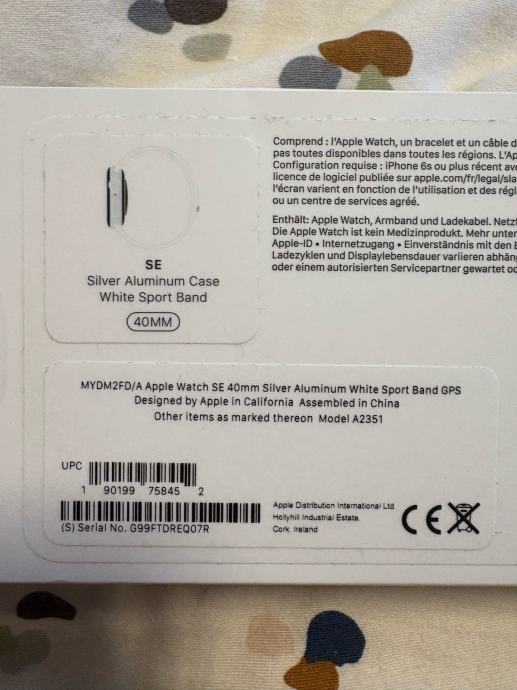 SE
Silver Aluminum Case
White Sport Band
40MM
Comprend : l'Apple Watch, un bracelet et un câble d
pas toutes disponibles dans toutes les régions. L'Ap
Configuration requise : iPhone 6s ou plus récent ave
licence de logiciel publiée sur apple.com/fr/legal/sla
l'écran varient en fonction de l'utilisation et des régl
ou un centre de services agréé.
Enthält: Apple Watch, Armband und Ladekabel. Netzt
Die Apple Watch ist kein Medizinprodukt. Mehr unter
Apple-ID • Internetzugang • Einverständnis mit den B
Ladezyklen und Displaylebensdauer variieren abhäng
oder einem autorisierten Servicepartner gewartet od
MYDM2FD/A Apple Watch SE 40mm Silver Aluminum White Sport Band GPS
Designed by Apple in California Assembled in China
Other items as marked thereon Model A2351
UPC
1 90199 75845 2
(S) Serial No. G99FTDREQ07R
Apple Distribution International Ltd
Hollyhill Industrial Estate,
Cork, Ireland
CE